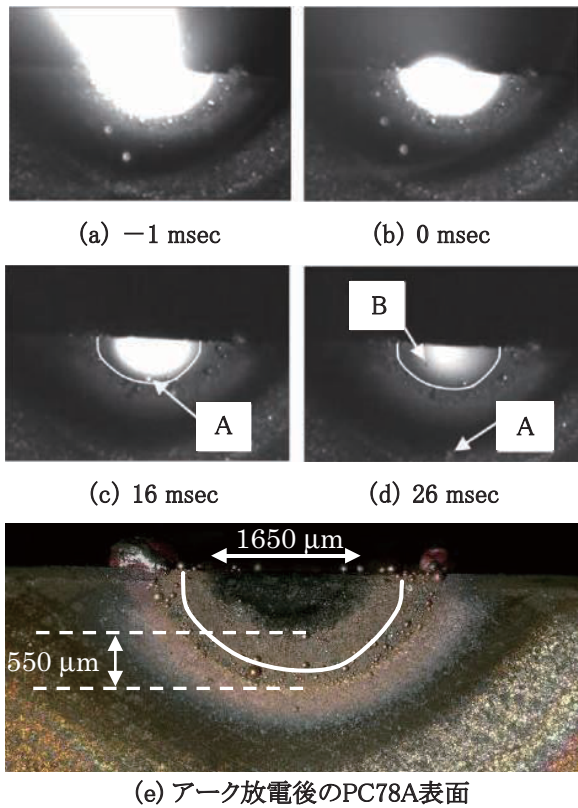 (a) －1 msec
(b) 0 msec
A
(c) 16 msec
B
A
(d) 26 msec
1650 μm
550 μm
(e) アーク放電後のPC78A表面